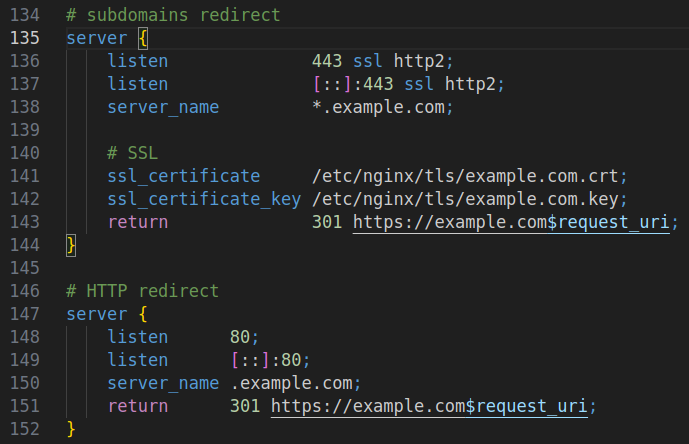 134 # subdomains redirect
135 server {
136     listen              443 ssl http2;
137     listen              [::]:443 ssl http2;
138     server_name         *.example.com;
139
140     # SSL
141     ssl_certificate     /etc/nginx/tls/example.com.crt;
142     ssl_certificate_key /etc/nginx/tls/example.com.key;
143     return              301 https://example.com$request_uri;
144 }
145
146 # HTTP redirect
147 server {
148     listen      80;
149     listen      [::]:80;
150     server_name .example.com;
151     return      301 https://example.com$request_uri;
152 }